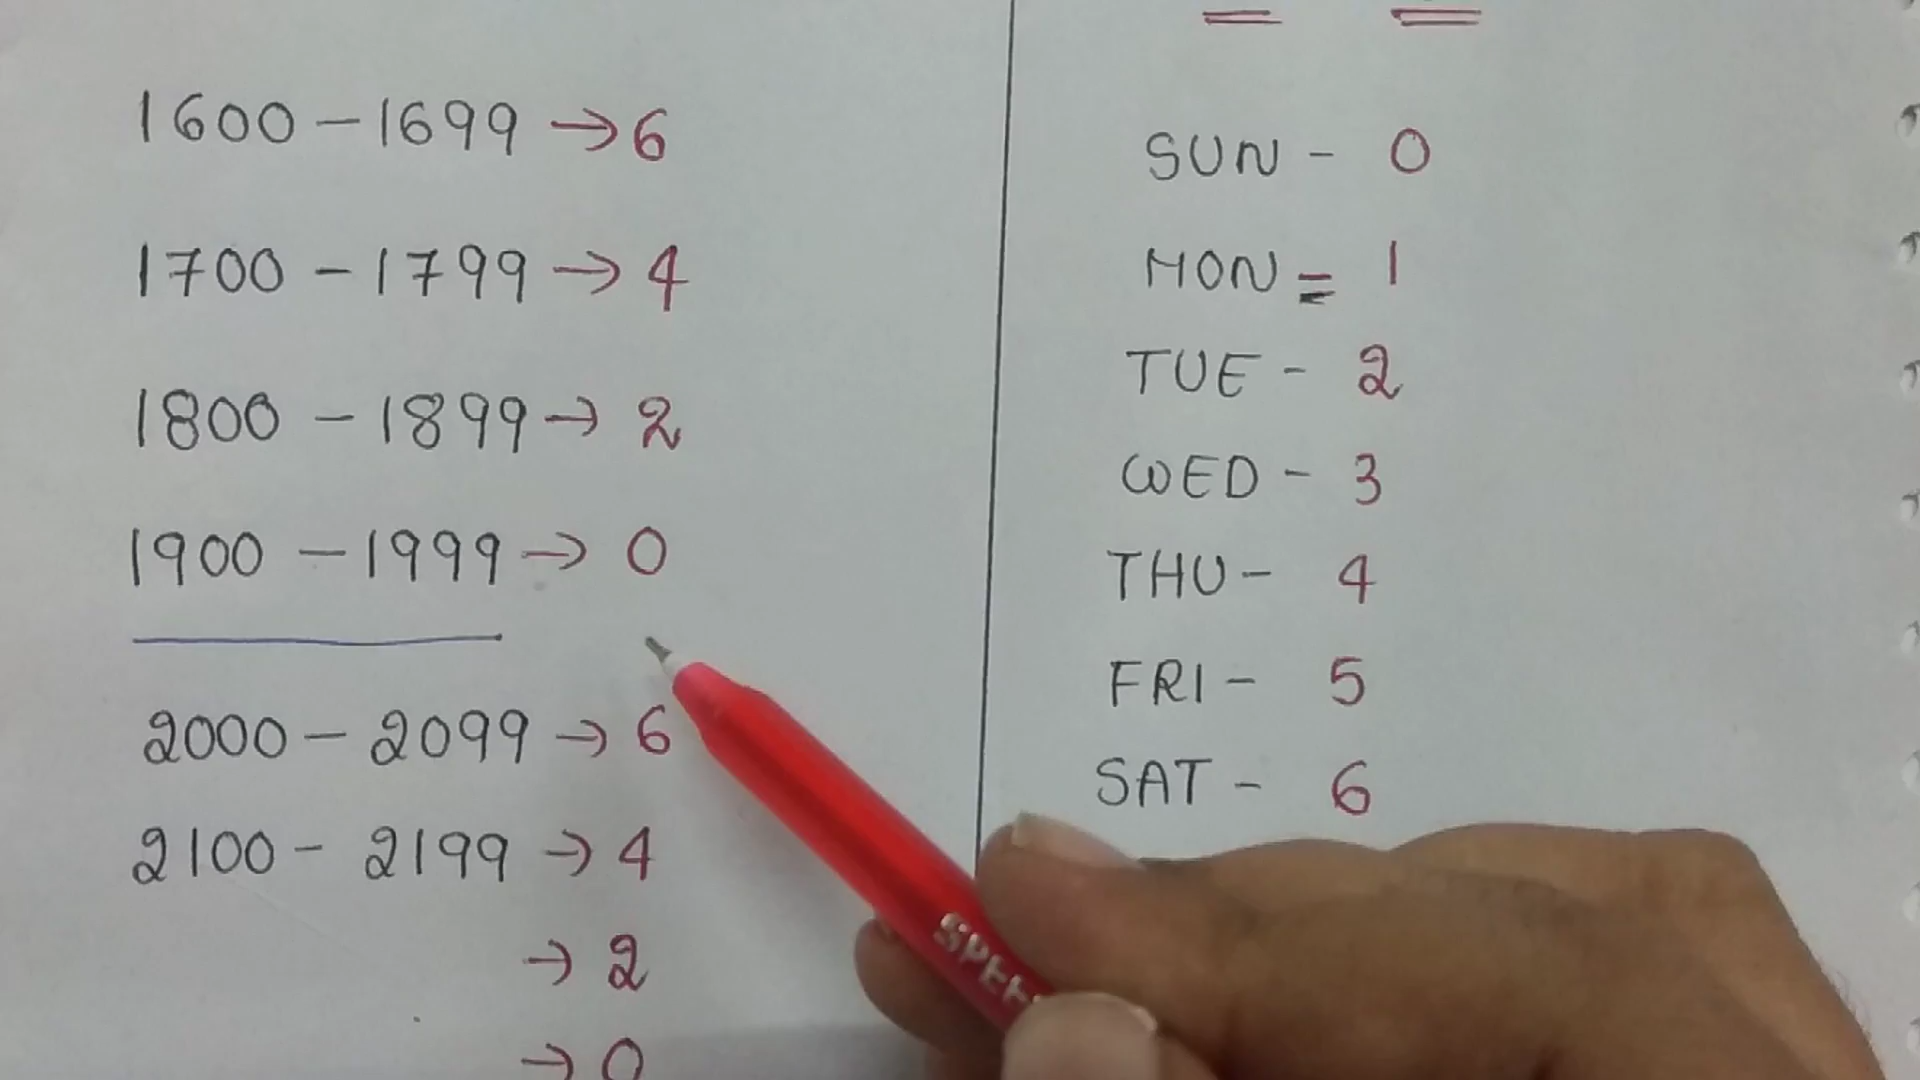 1600 - 1699 → 6
1700 - 1799 → 4
1800 - 1899 → 2
1900 - 1999 → 0
2000 - 2099 → 6
2100 - 2199 → 4
→ 2
→ 0
SUN - 0
MON = 1
TUE - 2
WED - 3
THU - 4
FRI - 5
SAT - 6